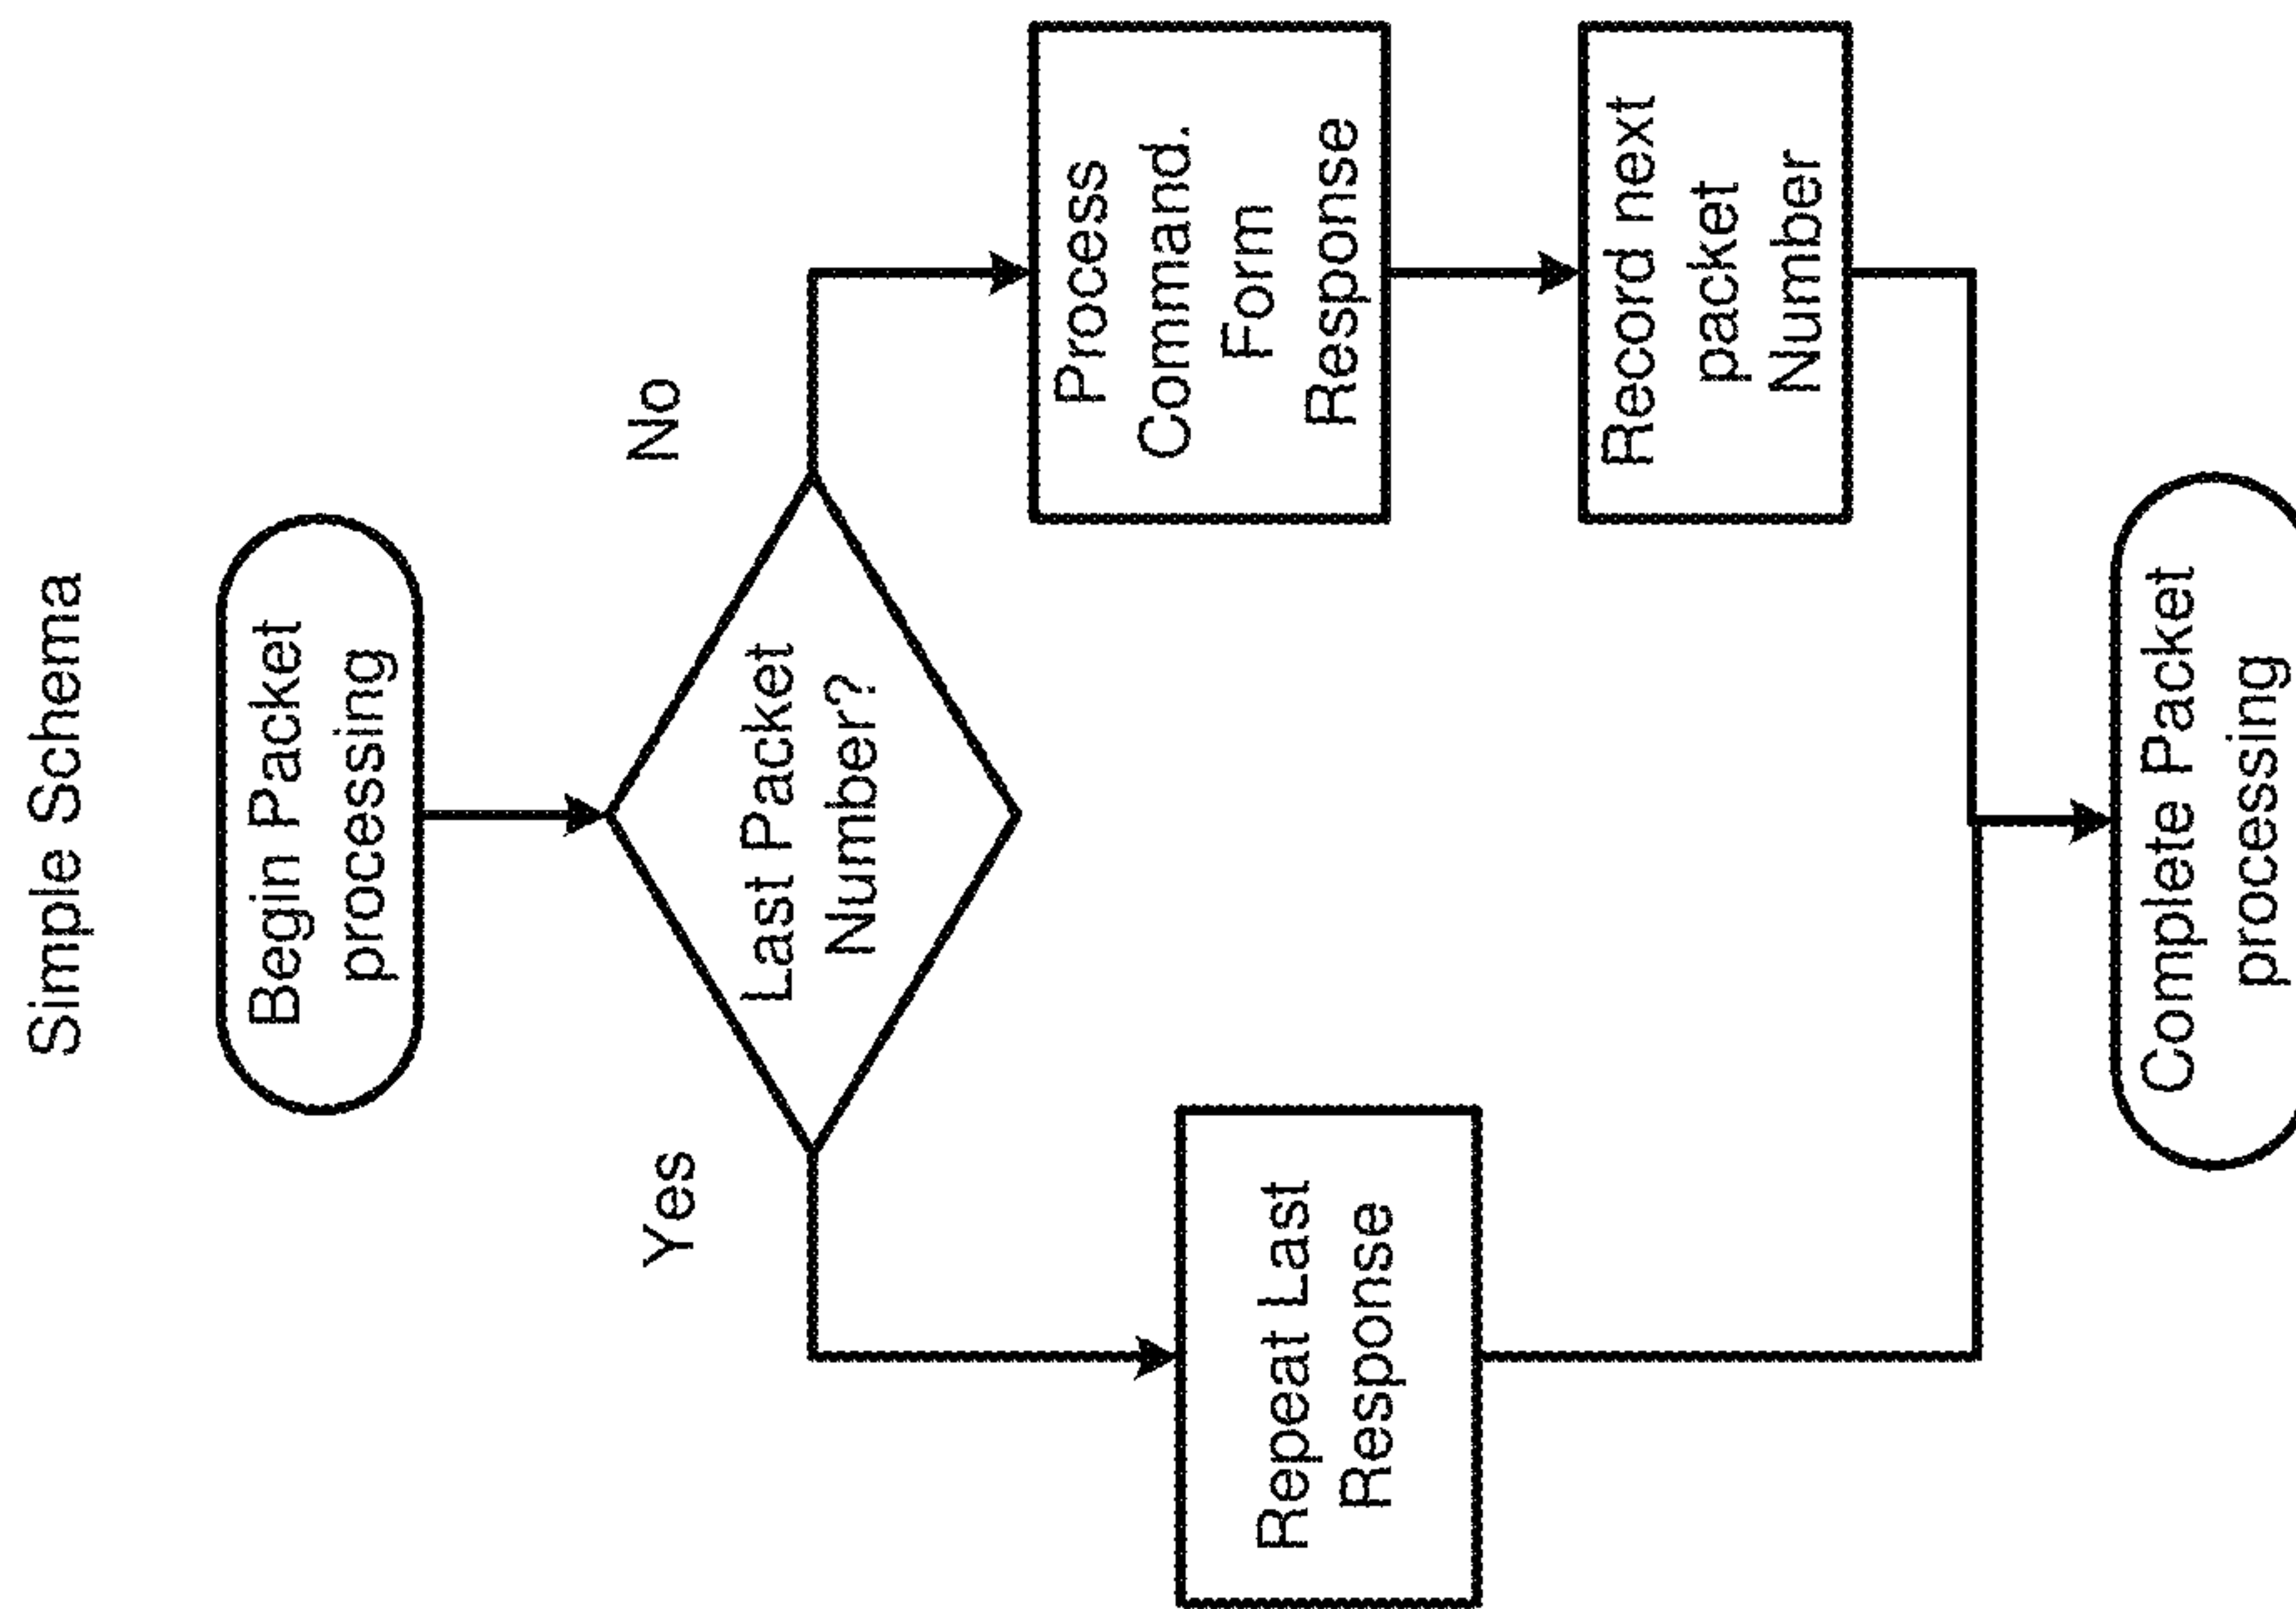 Simple Schema
Begin Packet
processing
Last Packet
Number?
Yes
No
Repeat Last
Response
Process
Command.
Form
Response
Record next
packet
Number
Complete Packet
processing